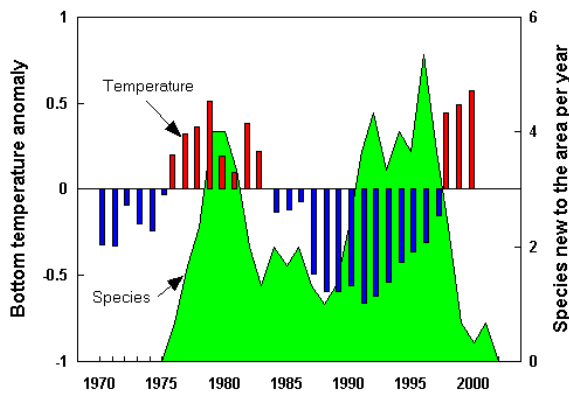 1
0.5
0
-0.5
-1
Bottom temperature anomaly
Temperature
Species
6
4
2
0
Species new to the area per year
1970 1975 1980 1985 1990 1995 2000